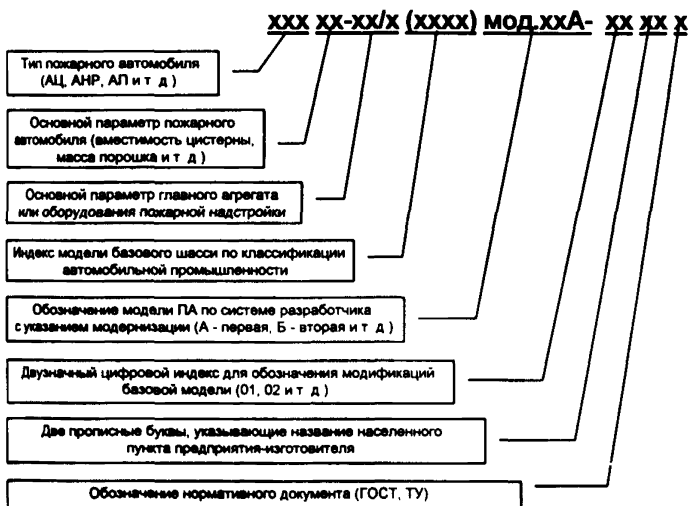 ххх хх-хх/х (хххх) мод.ххА- хх хх х
Тип пожарного автомобиля
(АЦ, АНР, АП и т д )
Основной параметр пожарного
автомобиля (вместимость цистерны,
масса порошка и т д )
Основной параметр главного агрегата
или оборудования пожарной надстройки
Индекс модели базового шасси по классификации
автомобильной промышленности
Обозначение модели ПА по системе разработчика
с указанием модернизации (А - первая, Б - вторая и т д )
Двузначный цифровой индекс для обозначения модификаций
базовой модели (01, 02 и т д )
Две прописные буквы, указывающие название населенного
пункта предприятия-изготовителя
Обозначение нормативного документа (ГОСТ, ТУ)